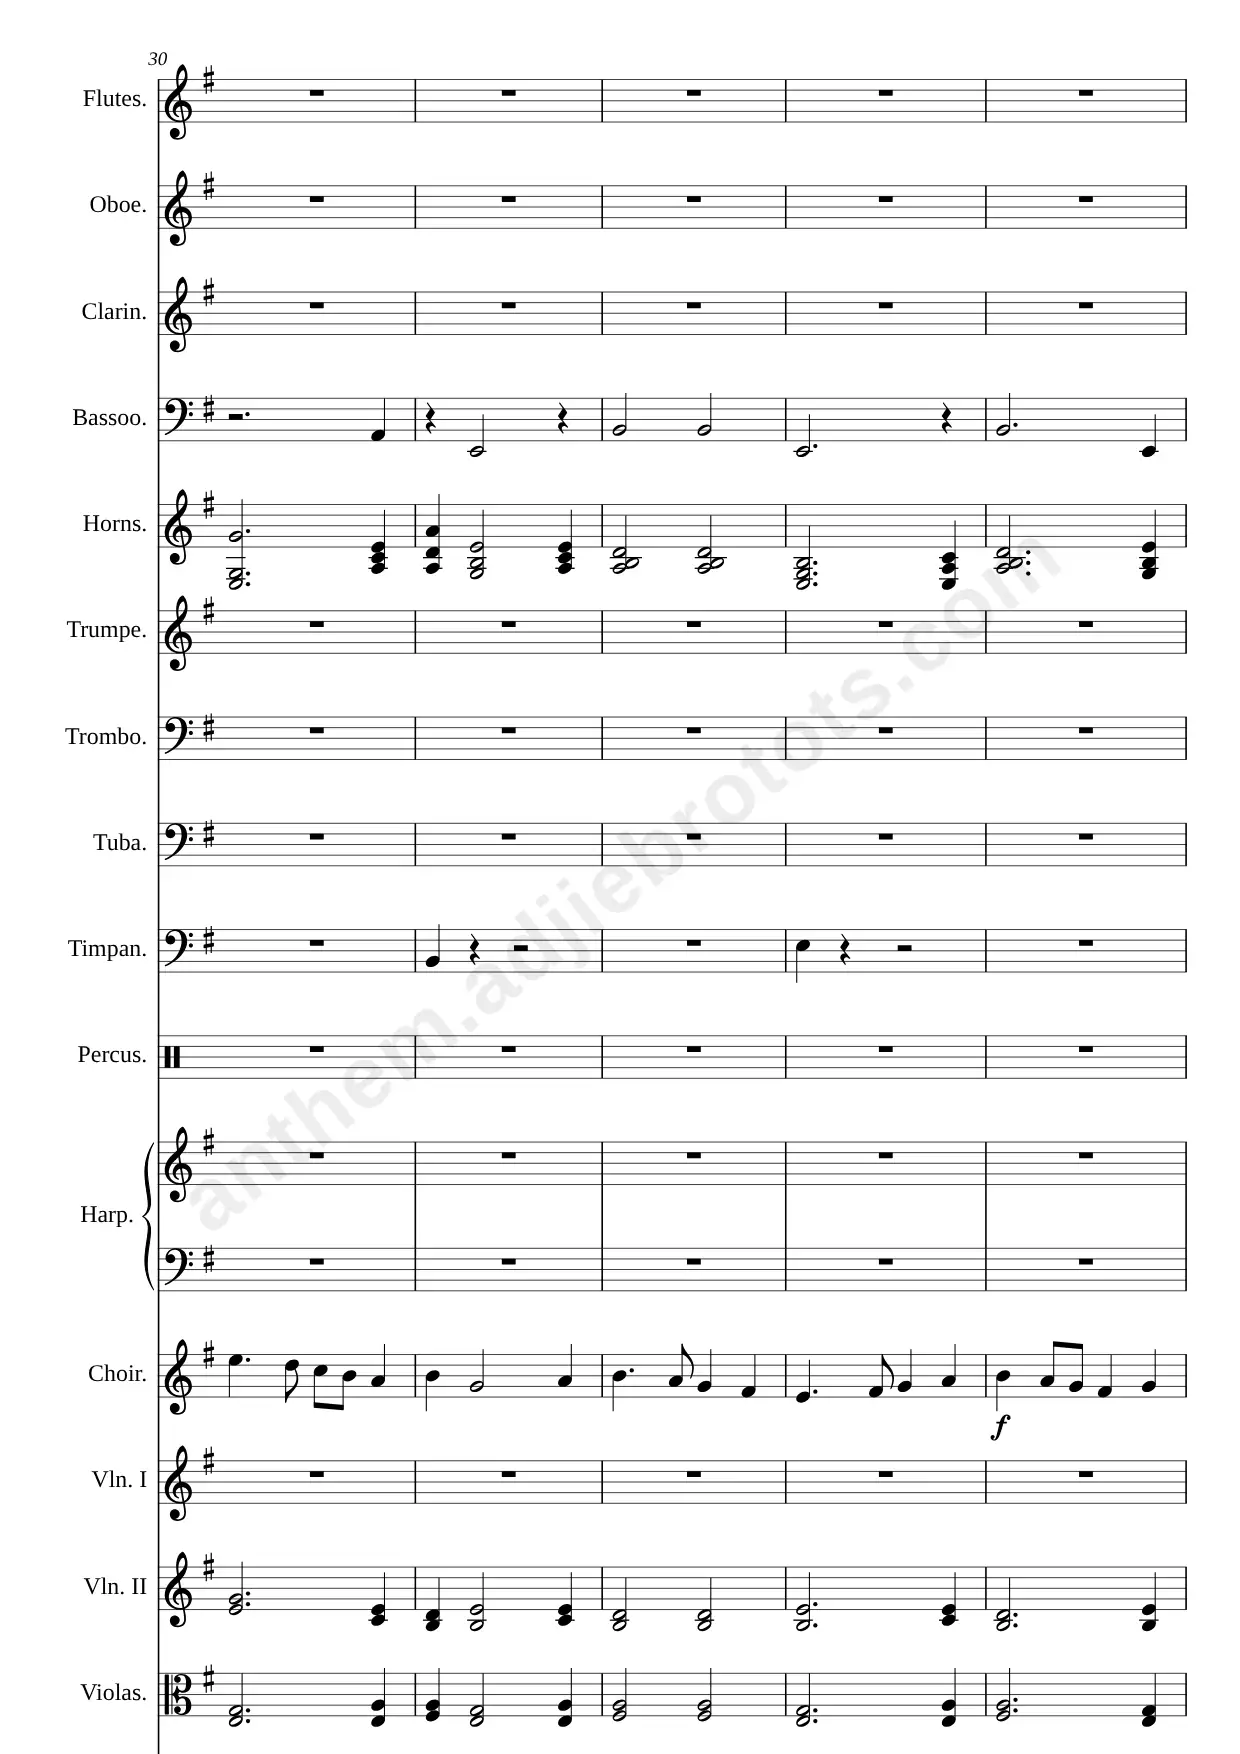 30
Flutes.
Oboe.
Clarin.
Bassoo.
Horns.
Trumpe.
Trombo.
Tuba.
Timpan.
Percus.
Harp.
Choir.
f
Vln. I
Vln. II
Violas.
anthem.adjiebrotots.com